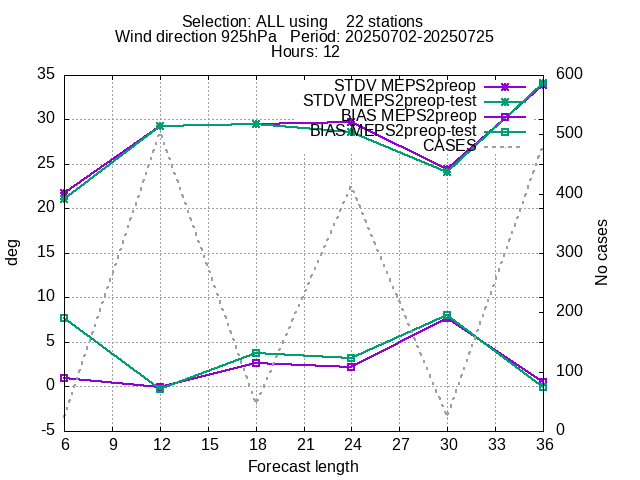 Selection: ALL using 22 stations
Wind direction 925hPa Period: 20250702-20250725
Hours: 12
STDV MEPS2preop
STDV MEPS2preop-test
BIAS MEPS2preop
BIAS MEPS2preop-test
CASES
35
30
25
20
15
10
5
0
-5
deg
600
500
400
300
200
100
0
No cases
6 9 12 15 18 21 24 27 30 33 36
Forecast length